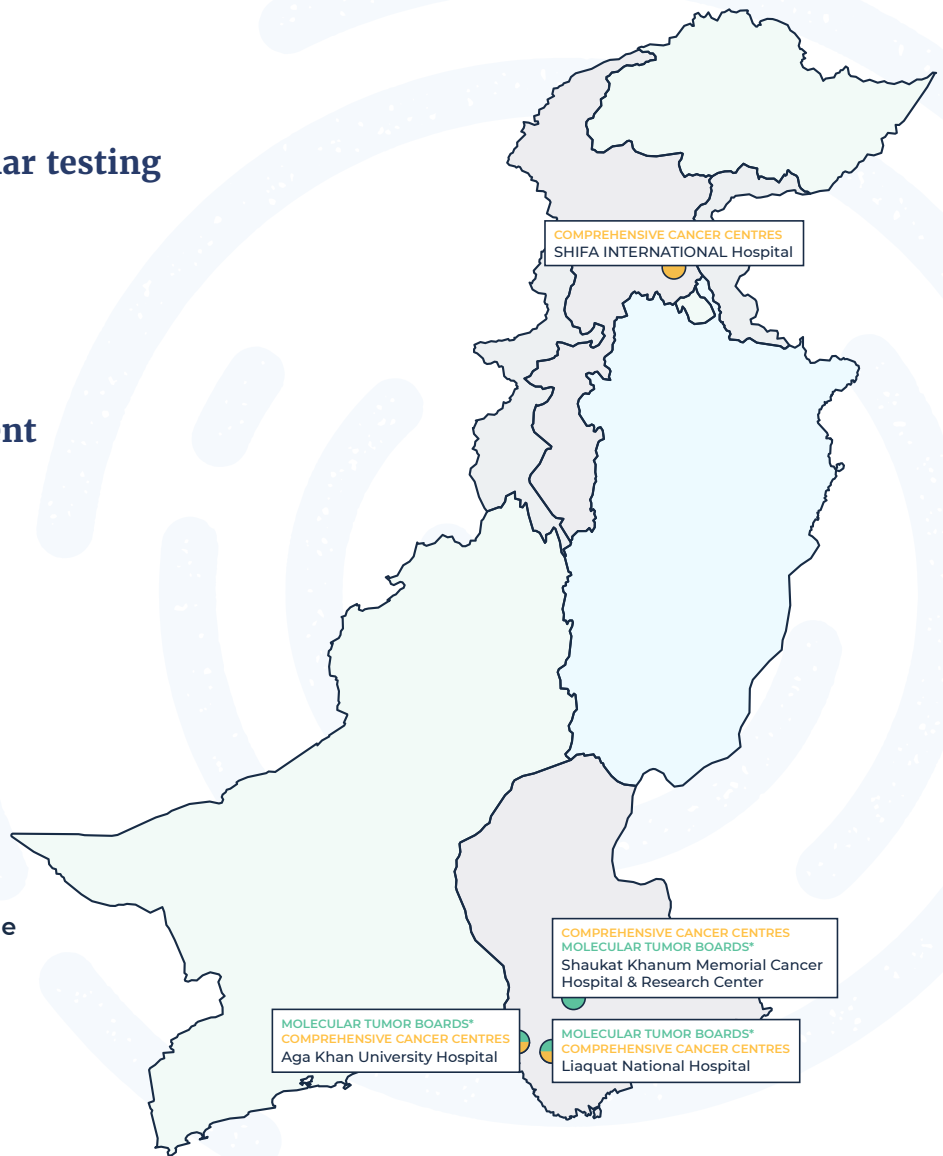 ar testing
COMPREHENSIVE CANCER CENTRES
SHIFA INTERNATIONAL Hospital
nt
e
COMPREHENSIVE CANCER CENTRES
MOLECULAR TUMOR BOARDS*
Shaukat Khanum Memorial Cancer
Hospital & Research Center
MOLECULAR TUMOR BOARDS*
COMPREHENSIVE CANCER CENTRES
Aga Khan University Hospital
MOLECULAR TUMOR BOARDS*
COMPREHENSIVE CANCER CENTRES
Liaquat National Hospital